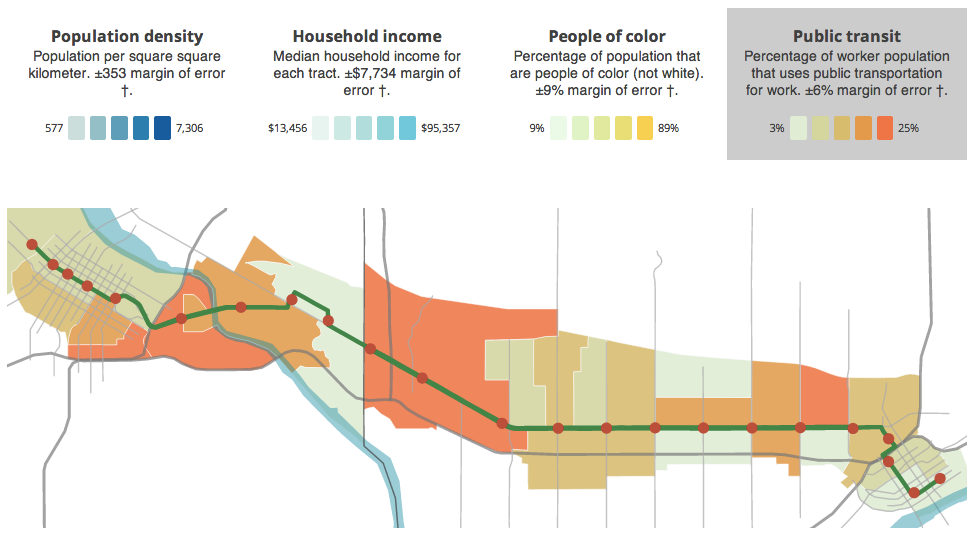 Population density
Population per square square
kilometer. ±353 margin of error
†.
577
7,306
Household income
Median household income for
each tract. ±$7,734 margin of
error †.
$13,456
$95,357
People of color
Percentage of population that
are people of color (not white).
±9% margin of error †.
9%
89%
Public transit
Percentage of worker population
that uses public transportation
for work. ±6% margin of error †.
3%
25%